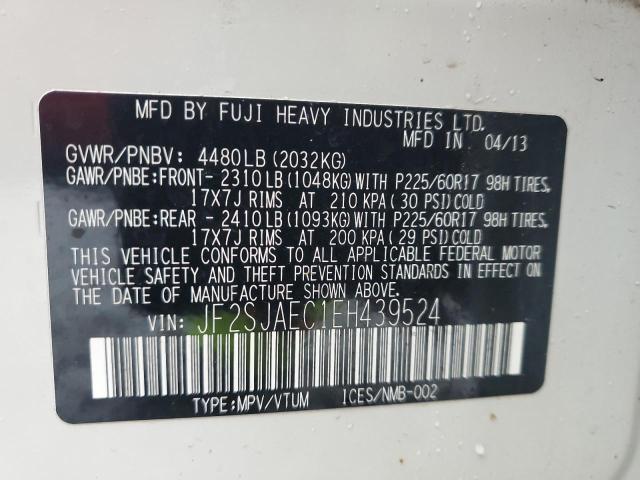 MFD BY FUJI HEAVY INDUSTRIES LTD.
MFD IN 04/13
GVWR/PNBV: 4480LB (2032KG)
GAWR/PNBE:FRONT- 2310LB (1048KG) WITH P225/60R17 98H TIRES,
17X7J RIMS AT 210 KPA ( 30 PSI) COLD
GAWR/PNBE:REAR - 2410LB (1093KG) WITH P225/60R17 98H TIRES,
17X7J RIMS AT 200 KPA ( 29 PSI) COLD
THIS VEHICLE CONFORMS TO ALL APPLICABLE FEDERAL MOTOR
VEHICLE SAFETY AND THEFT PREVENTION STANDARDS IN EFFECT ON
THE DATE OF MANUFACTURE SHOWN ABOVE.
VIN: JF2SJAEC1EH439524
TYPE:MPV/VTUM ICES/NMB-002